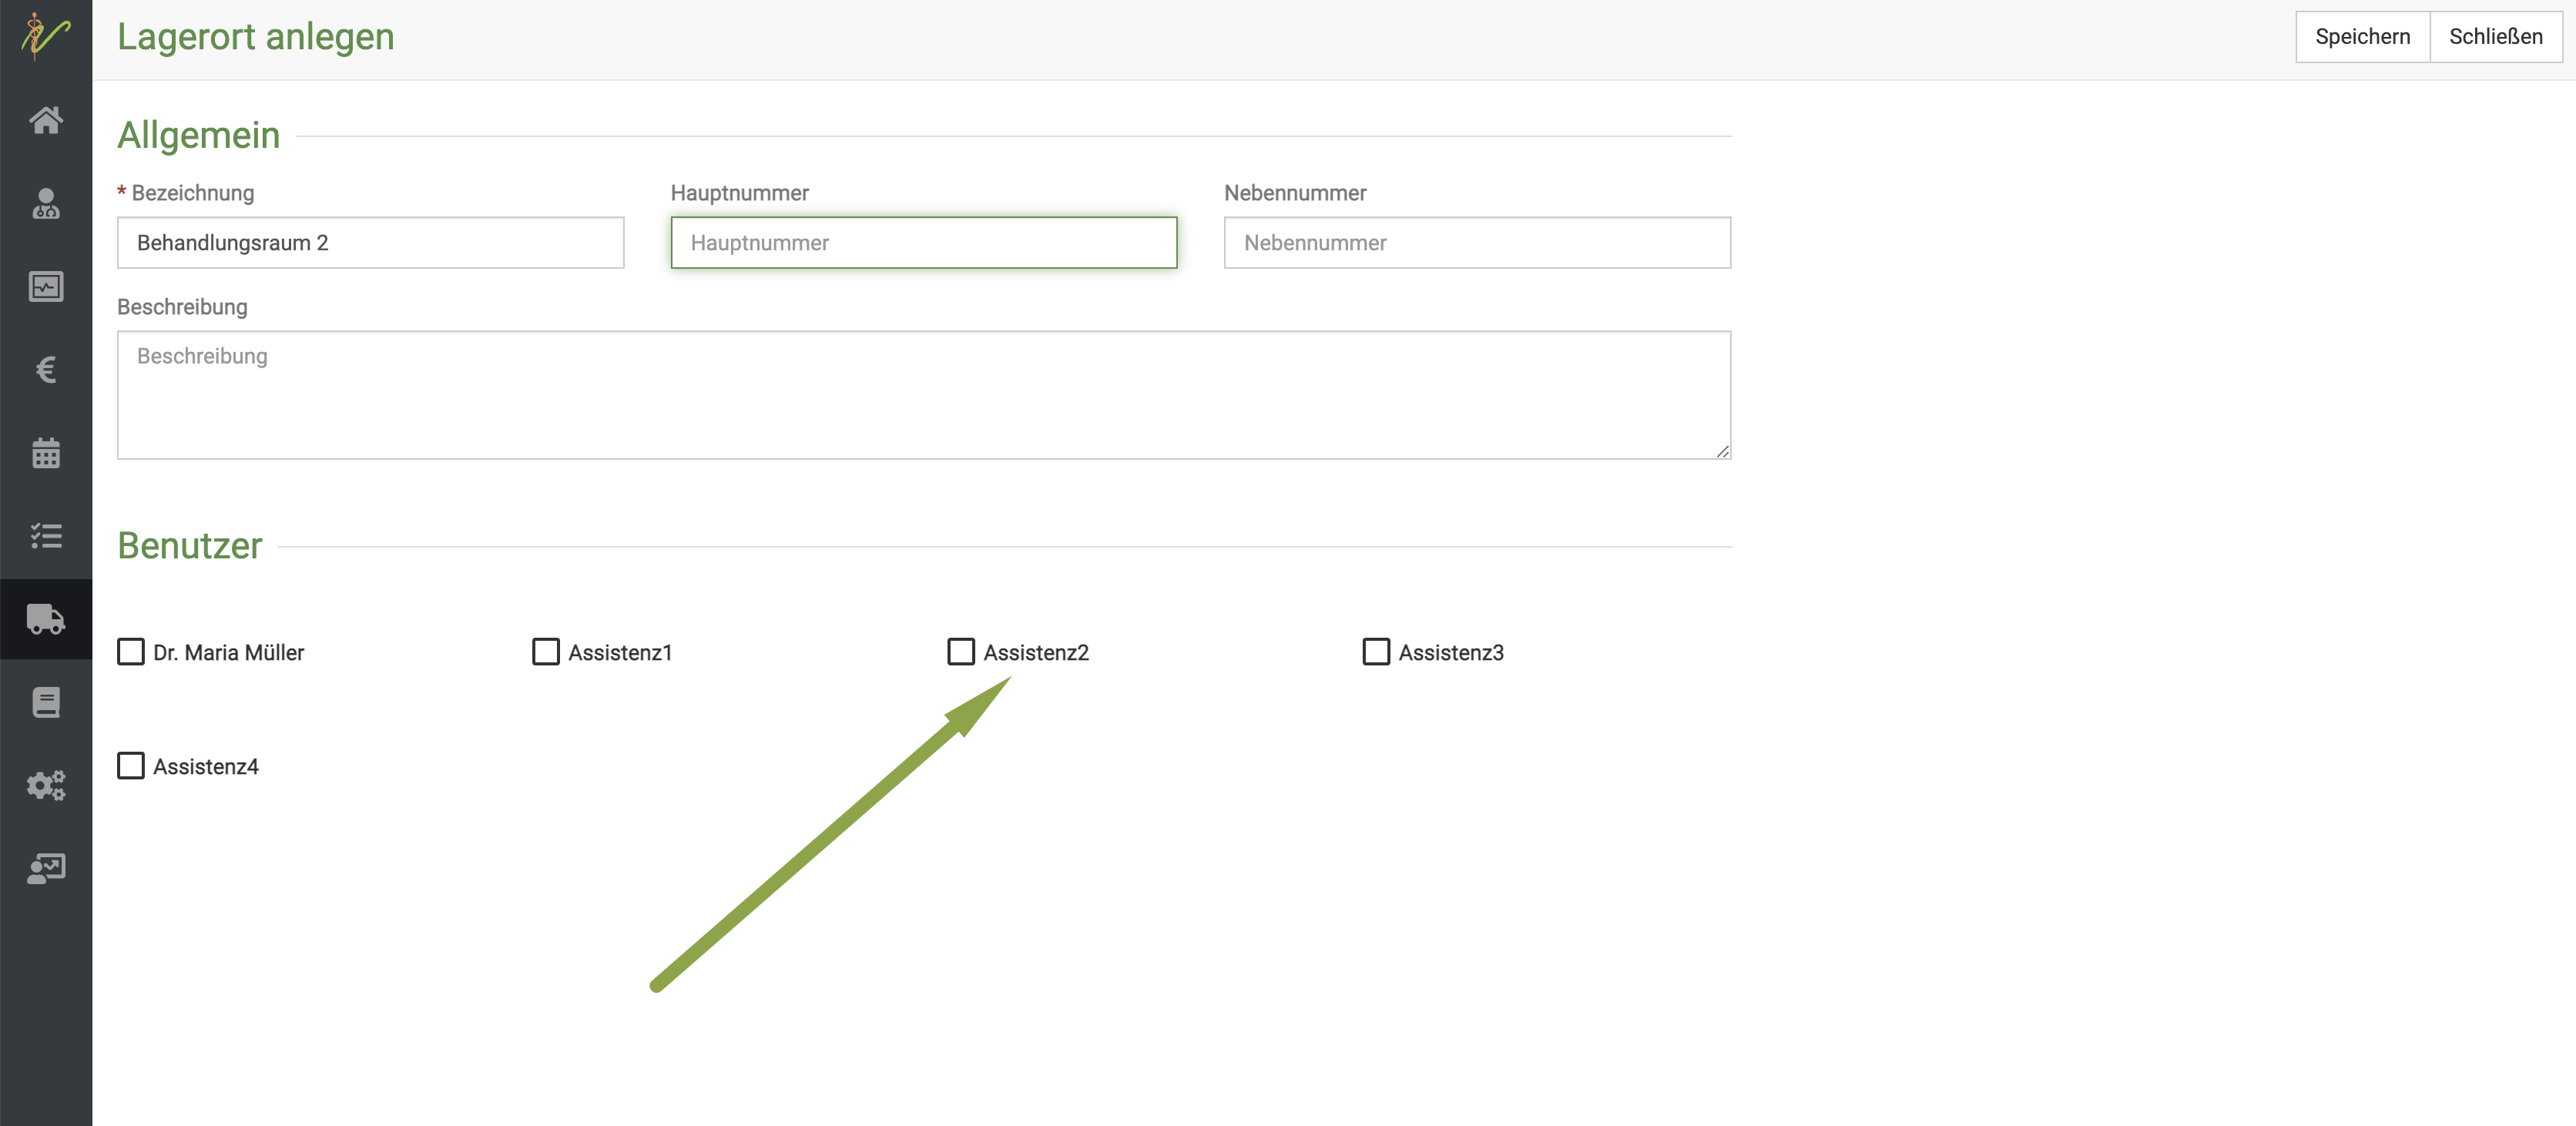 Lagerort anlegen
Speichern
Schließen
Allgemein
* Bezeichnung
Hauptnummer
Nebennummer
Behandlungsraum 2
Hauptnummer
Nebennummer
Beschreibung
Beschreibung
Benutzer
Dr. Maria Müller
Assistenz1
Assistenz2
Assistenz3
Assistenz4